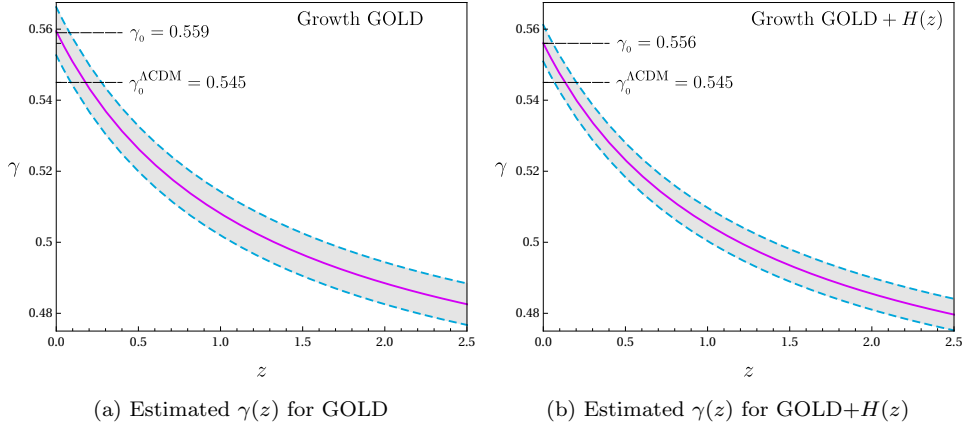 Growth GOLD
γ₀ = 0.559
γ₀^ΛCDM = 0.545
0.56
0.54
0.52
0.5
0.48
γ
0.0 0.5 1.0 1.5 2.0 2.5
z
(a) Estimated γ(z) for GOLD
Growth GOLD + H(z)
γ₀ = 0.556
γ₀^ΛCDM = 0.545
0.56
0.54
0.52
0.5
0.48
γ
0.0 0.5 1.0 1.5 2.0 2.5
z
(b) Estimated γ(z) for GOLD+H(z)